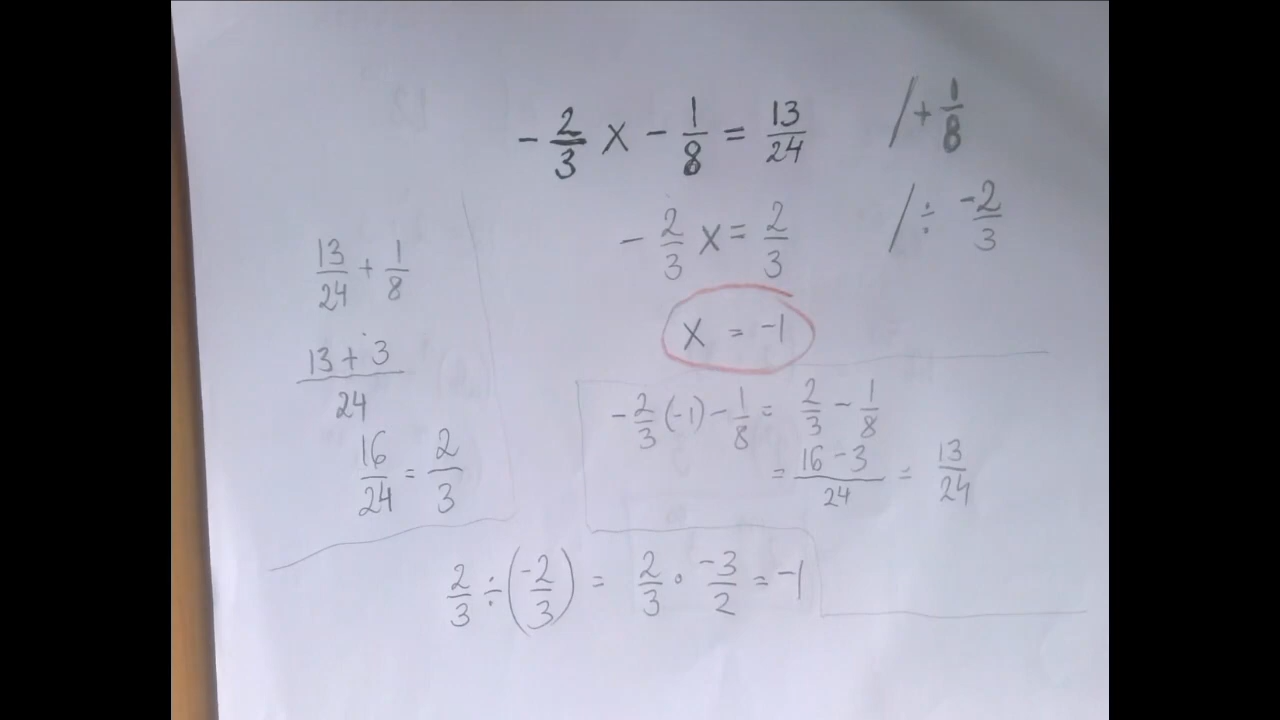 -2/3 x - 1/8 = 13/24 / + 1/8
-2/3 x = 2/3 / ÷ -2/3
x = -1
13/24 + 1/8
13 + 3/24
16/24 = 2/3
-2/3 (-1) - 1/8 = 2/3 - 1/8
= 16 - 3/24 = 13/24
2/3 ÷ (-2/3) = 2/3 · -3/2 = -1